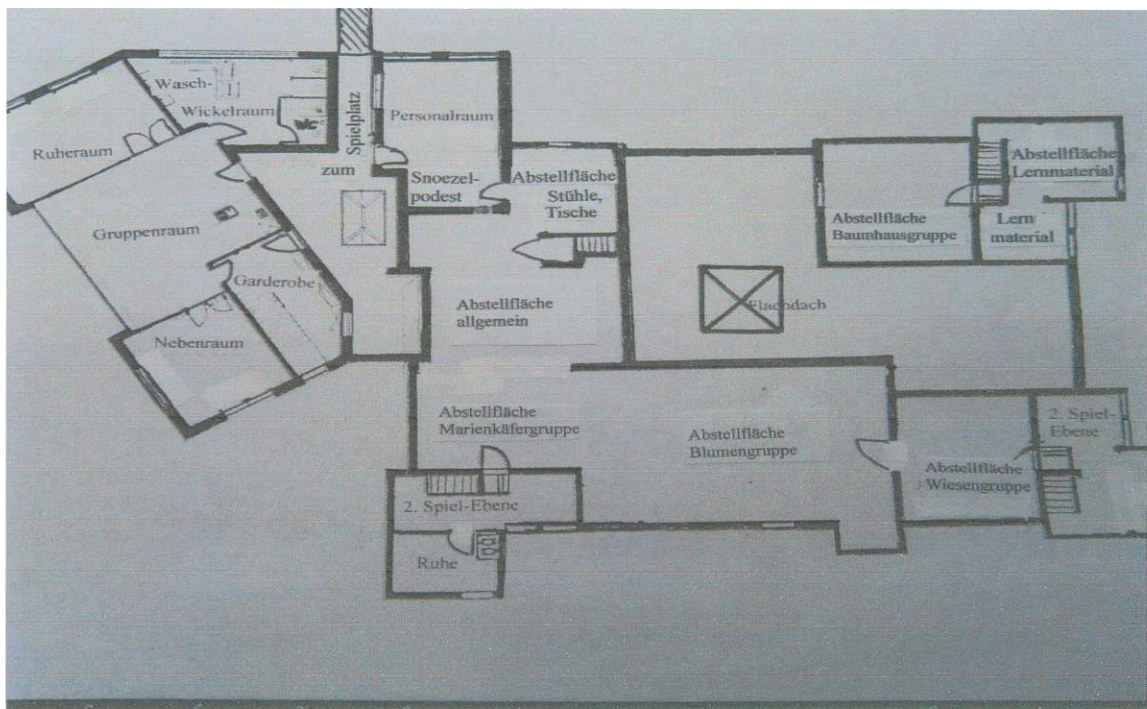 Wasch-
Wickelraum
WC
Ruheraum
Gruppenraum
Garderobe
Nebenraum
zum
Spielplatz
Personalraum
Snoezel-
podest
Abstellfläche
Stühle,
Tische
Abstellfläche
allgemein
Flachdach
Abstellfläche
Baumhausgruppe
Abstellfläche
Lernmaterial
Lern
material
Abstellfläche
Marienkäfergruppe
Abstellfläche
Blumengruppe
Abstellfläche
Wiesengruppe
2. Spiel-
Ebene
2. Spiel-Ebene
Ruhe